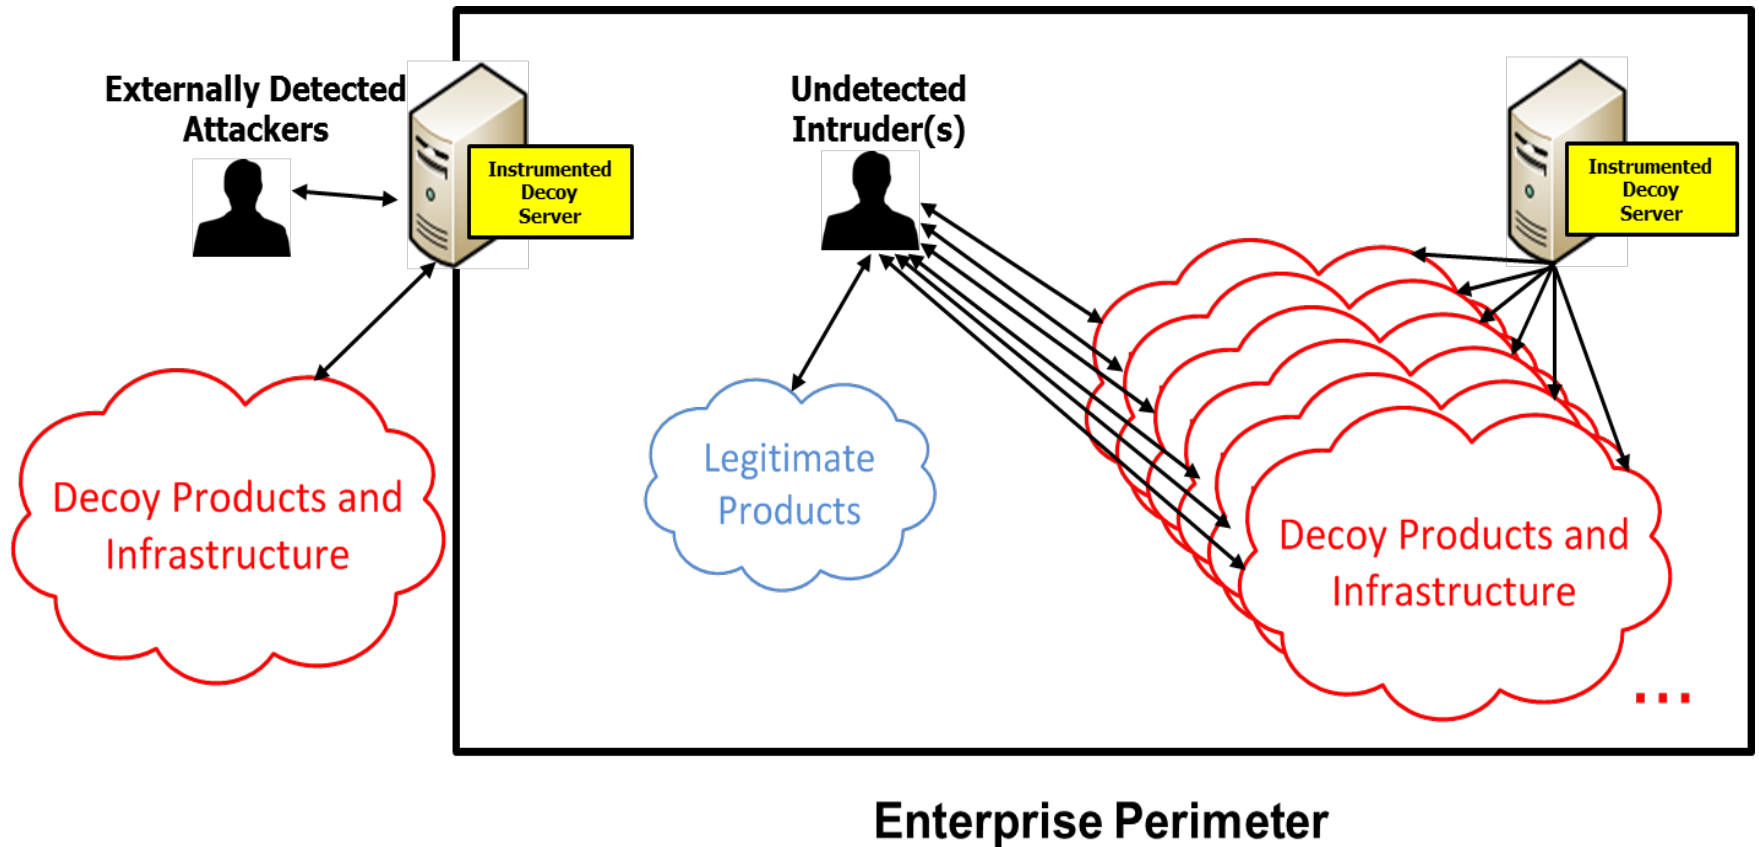 Externally Detected
Attackers
Instrumented
Decoy
Server
Undetected
Intruder(s)
Instrumented
Decoy
Server
Decoy Products and
Infrastructure
Legitimate
Products
Decoy Products and
Infrastructure
...
Enterprise Perimeter